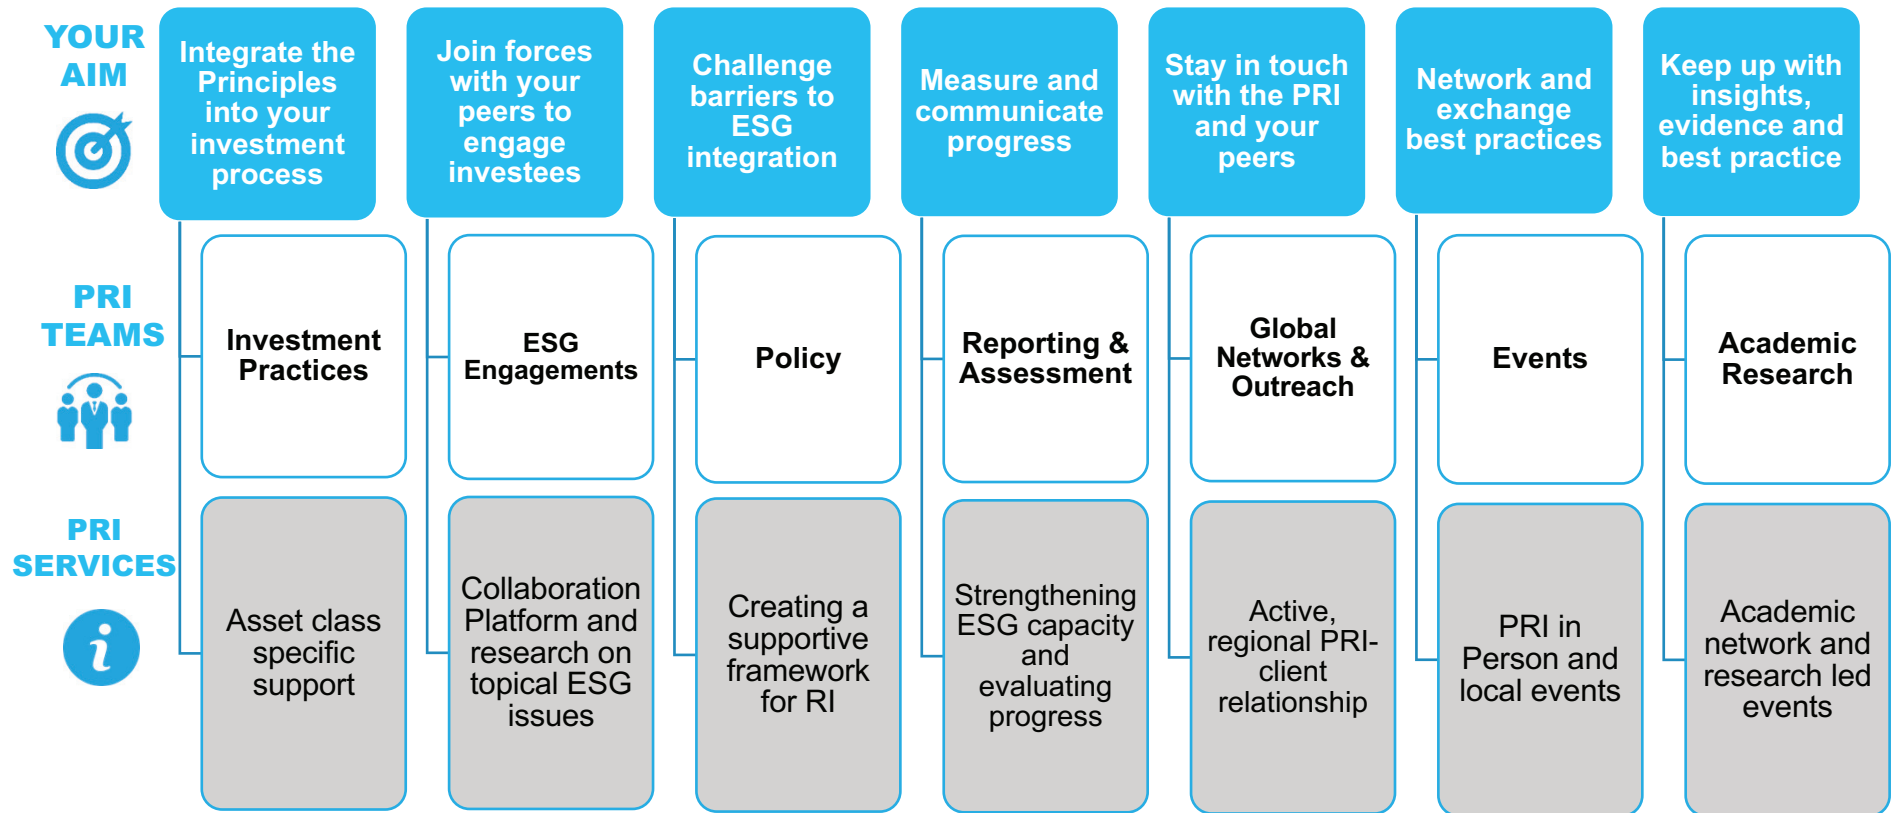 YOUR
AIM
Integrate the
Principles
into your
investment
process
Join forces
with your
peers to
engage
investees
Challenge
barriers to
ESG
integration
Measure and
communicate
progress
Stay in touch
with the PRI
and your
peers
Network and
exchange
best practices
Keep up with
insights,
evidence and
best practice
PRI
TEAMS
Investment
Practices
ESG
Engagements
Policy
Reporting &
Assessment
Global
Networks &
Outreach
Events
Academic
Research
PRI
SERVICES
Asset class
specific
support
Collaboration
Platform and
research on
topical ESG
issues
Creating a
supportive
framework
for RI
Strengthening
ESG capacity
and
evaluating
progress
Active,
regional PRI-
client
relationship
PRI in
Person and
local events
Academic
network and
research led
events